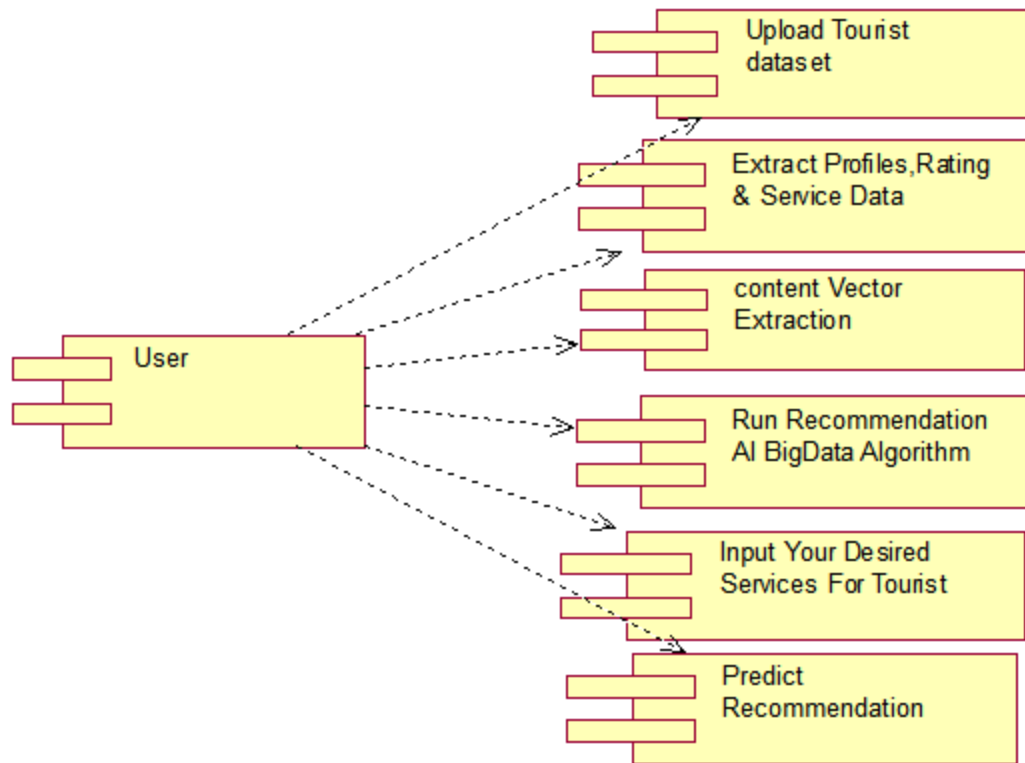 Upload Tourist
dataset
Extract Profiles,Rating
& Service Data
content Vector
Extraction
User
Run Recommendation
AI BigData Algorithm
Input Your Desired
Services For Tourist
Predict
Recommendation